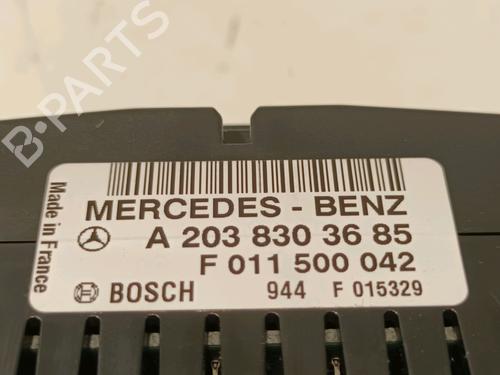 B-PARTS
MERCEDES - BENZ
A 203 830 36 85
F 011 500 042
BOSCH 944 F 015329
Made in France